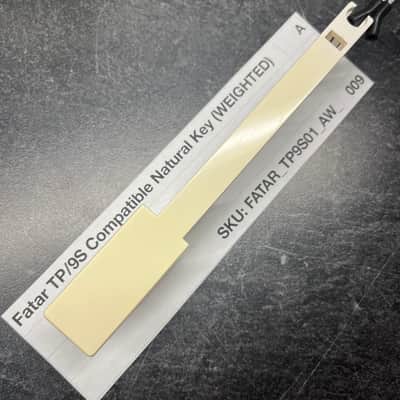 Fatar TP/9S Compatible Natural Key (WEIGHTED) A
SKU: FATAR_TP9S01_AW_ 009